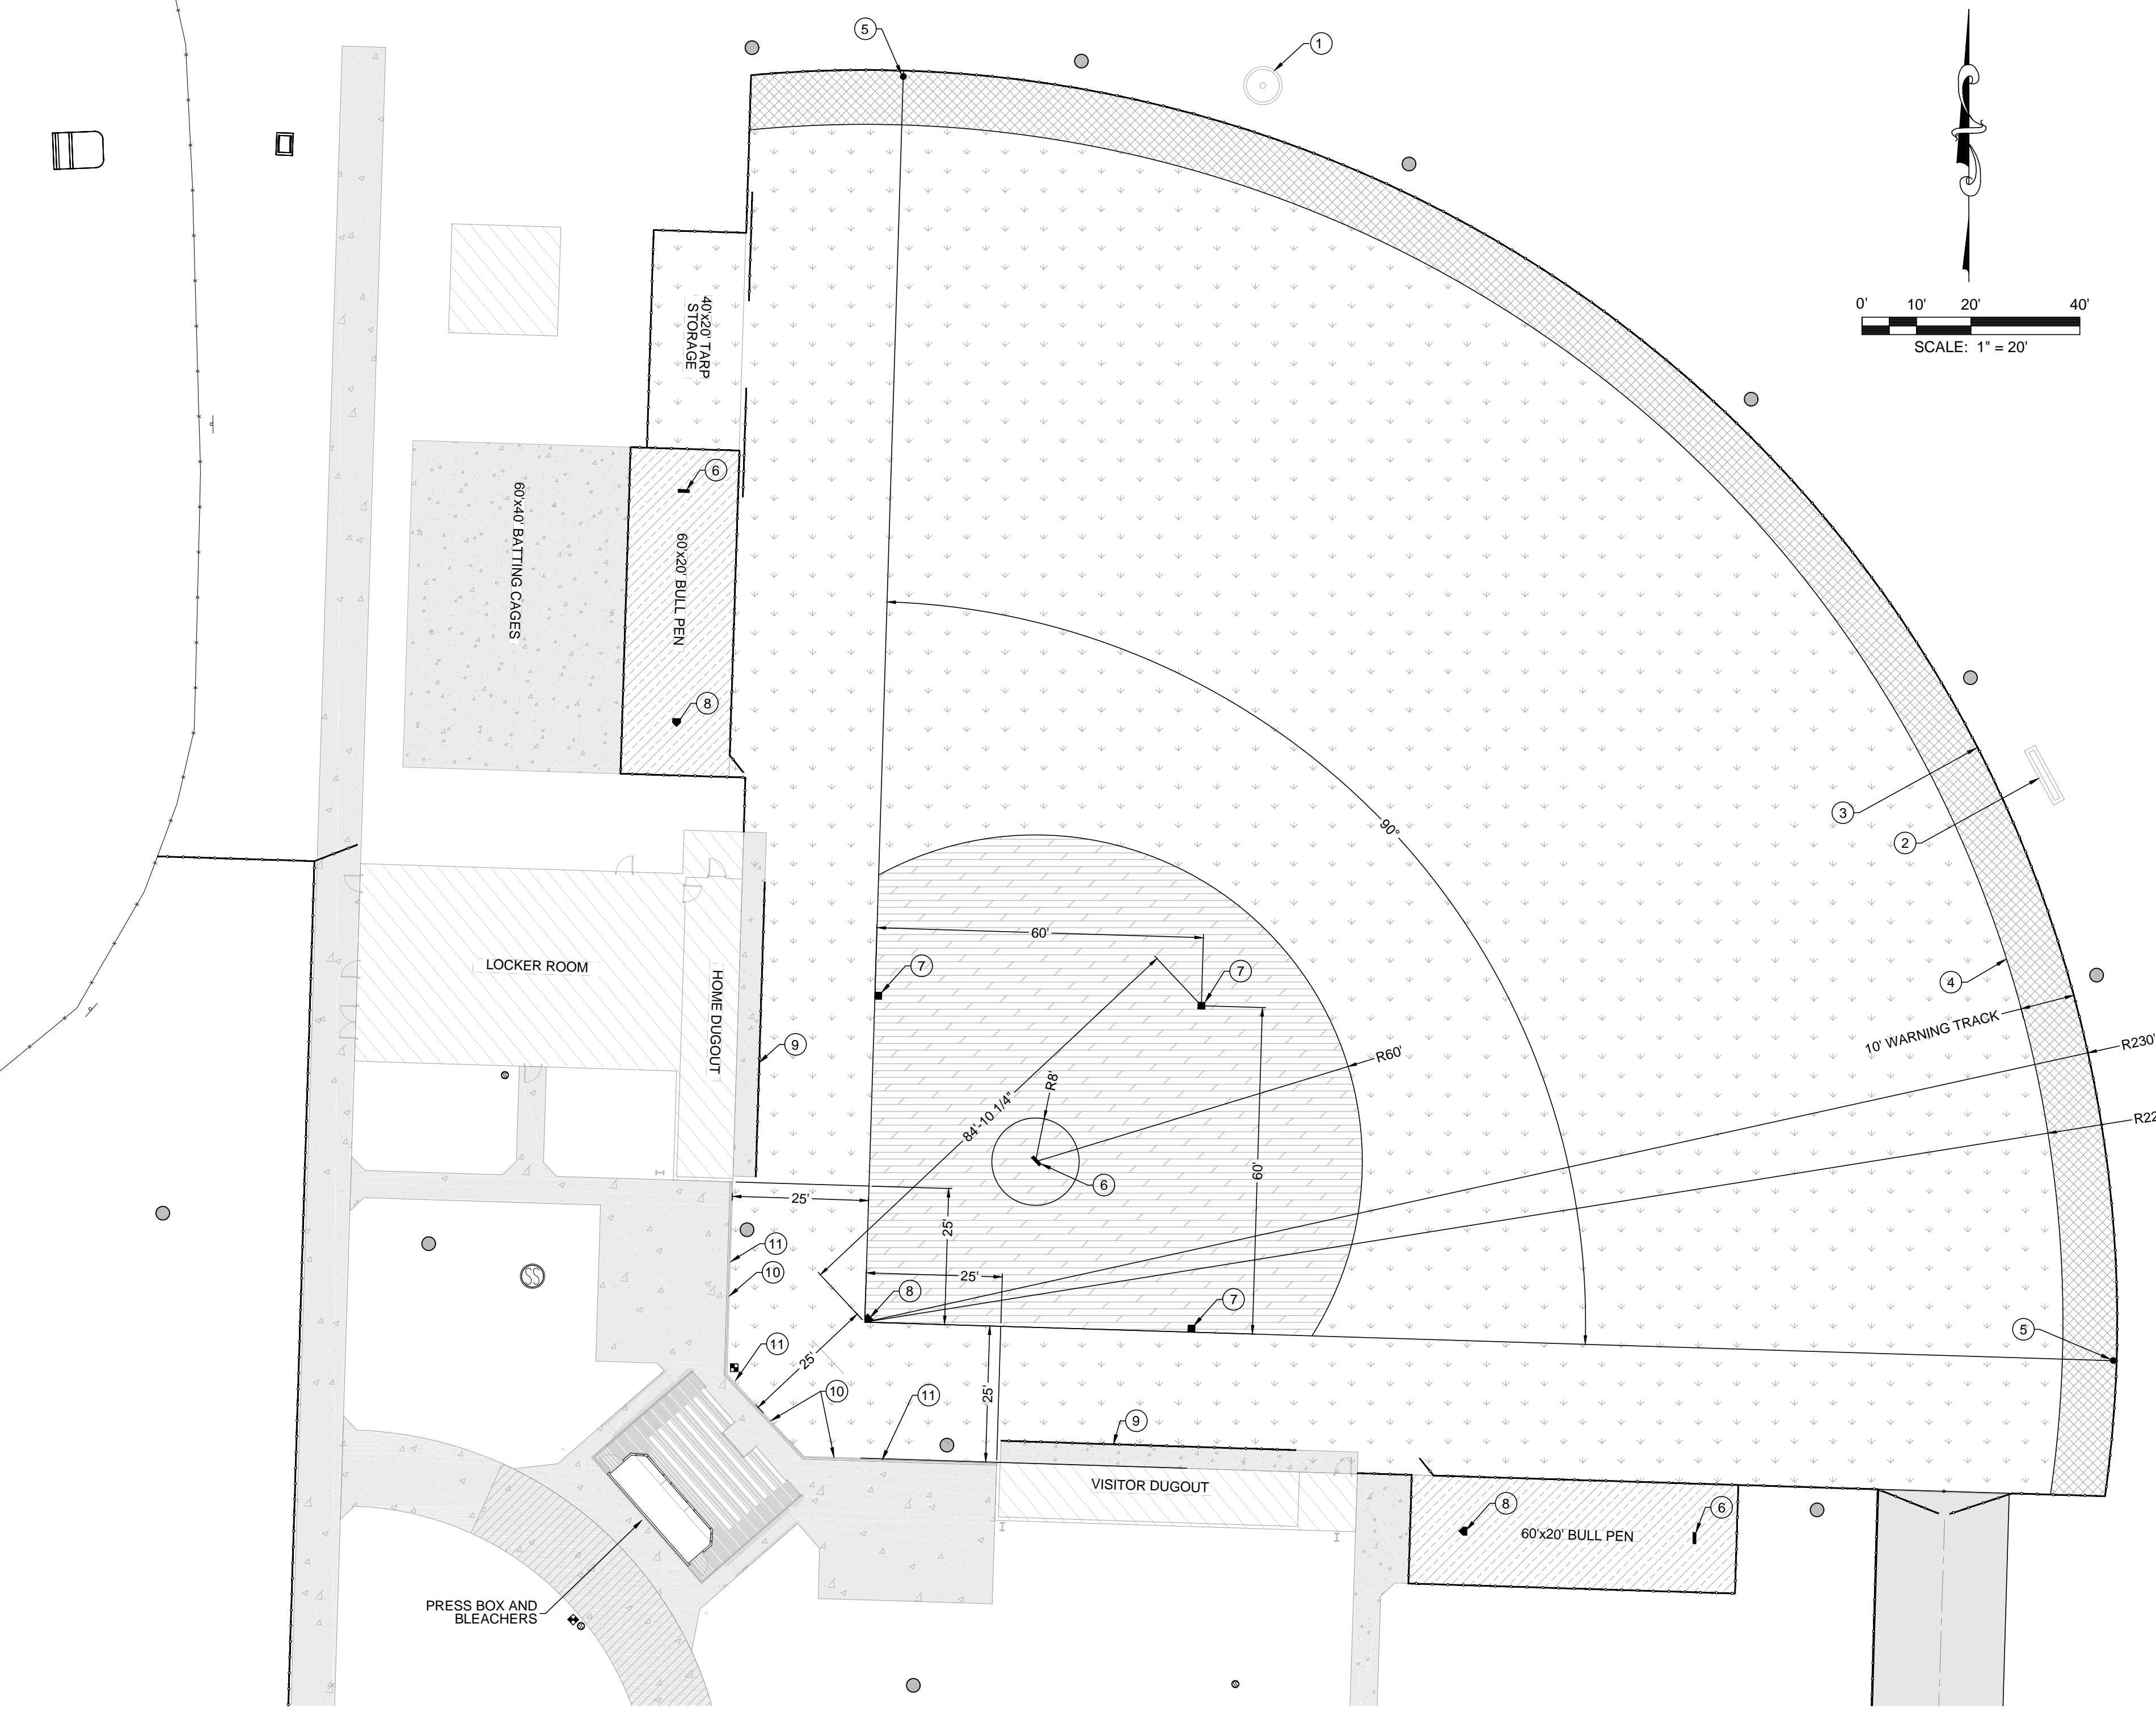 5
1
0' 10' 20' 40'
SCALE: 1" = 20'
40'x20' TARP
STORAGE
6
60'x40' BATTING CAGES
60'x20' BULL PEN
8
3
2
90°
60'
7
7
LOCKER ROOM
HOME DUGOUT
4
9
10' WARNING TRACK
R230'
R60'
R8'
84'-10 1/4"
R22
60'
6
25'
25'
11
10
25'
8
7
5
11
25'
10
11
25'
9
VISITOR DUGOUT
8
6
60'x20' BULL PEN
SS
PRESS BOX AND
BLEACHERS